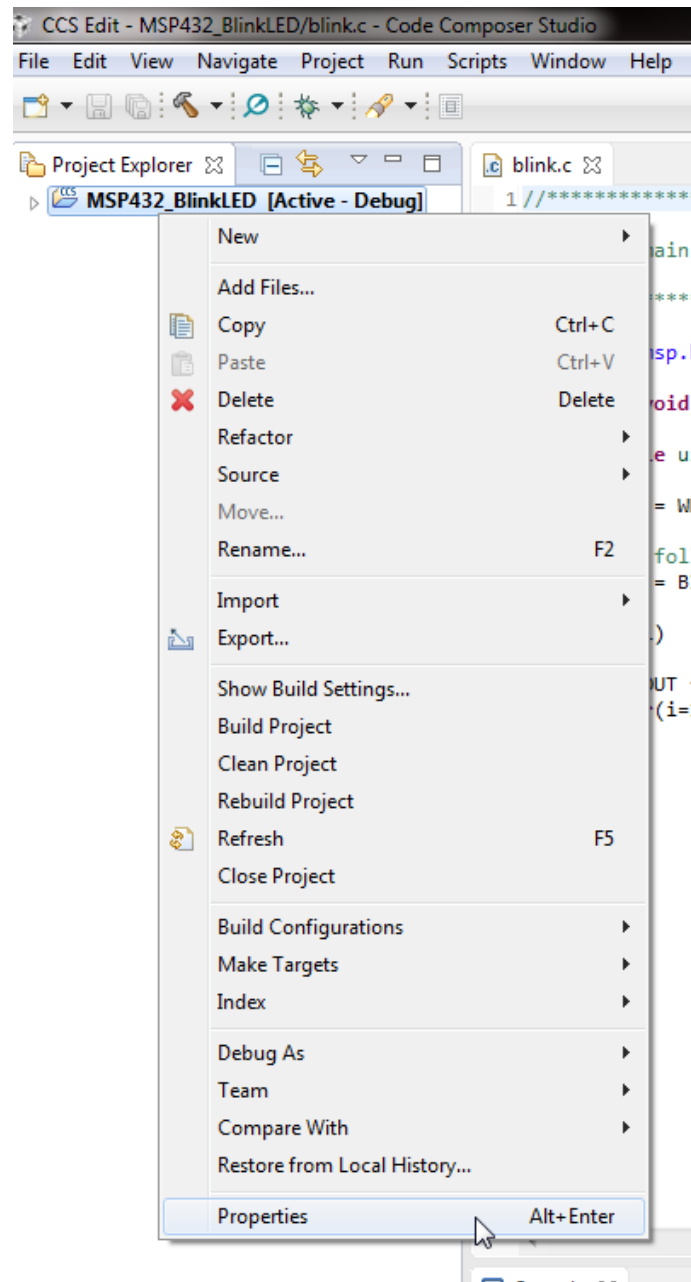 CCS Edit - MSP432_BlinkLED/blink.c - Code Composer Studio
File Edit View Navigate Project Run Scripts Window Help
Project Explorer
blink.c
CCS MSP432_BlinkLED [Active - Debug]
1 //*************
New
Add Files...
****
Copy Ctrl+C
Paste Ctrl+V
Delete Delete
Refactor
Source
Move...
Rename... F2
Import
Export...
Show Build Settings...
Build Project
(i=
Clean Project
Rebuild Project
Refresh F5
Close Project
Build Configurations
Make Targets
Index
Debug As
Team
Compare With
Restore from Local History...
Properties Alt+Enter